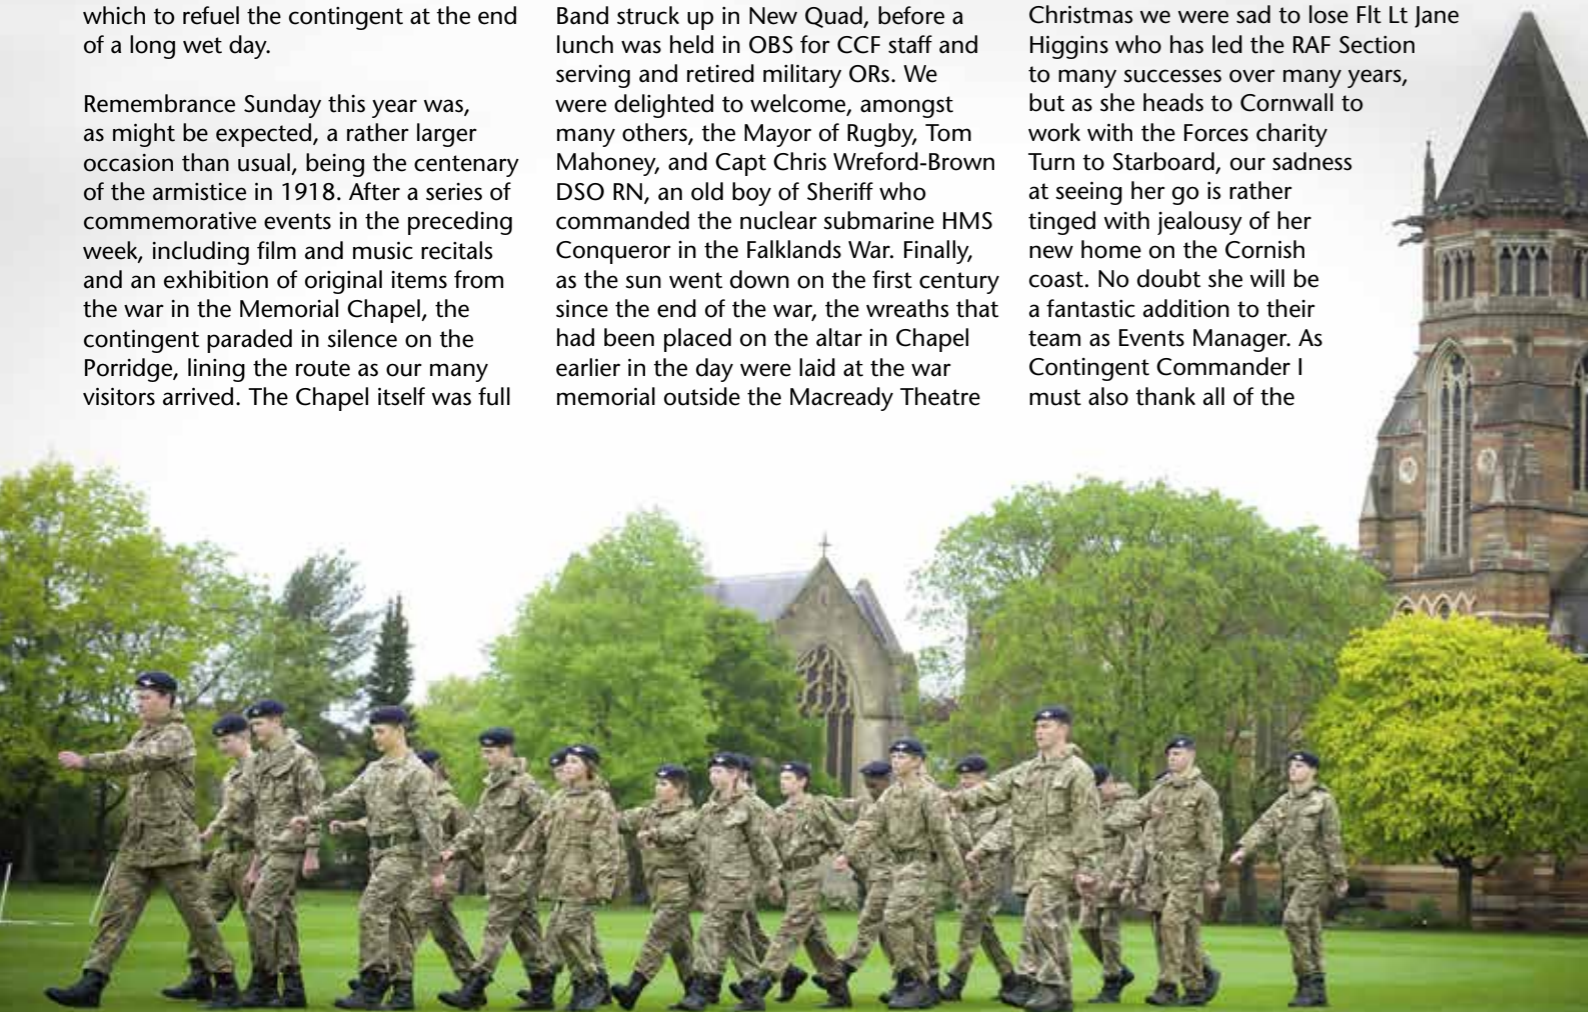 which to refuel the contingent at the end
of a long wet day.
Remembrance Sunday this year was,
as might be expected, a rather larger
occasion than usual, being the centenary
of the armistice in 1918. After a series of
commemorative events in the preceding
week, including film and music recitals
and an exhibition of original items from
the war in the Memorial Chapel, the
contingent paraded in silence on the
Porridge, lining the route as our many
visitors arrived. The Chapel itself was full
Band struck up in New Quad, before a
lunch was held in OBS for CCF staff and
serving and retired military ORs. We
were delighted to welcome, amongst
many others, the Mayor of Rugby, Tom
Mahoney, and Capt Chris Wreford-Brown
DSO RN, an old boy of Sheriff who
commanded the nuclear submarine HMS
Conqueror in the Falklands War. Finally,
as the sun went down on the first century
since the end of the war, the wreaths that
had been placed on the altar in Chapel
earlier in the day were laid at the war
memorial outside the Macready Theatre
Christmas we were sad to lose Flt Lt Jane
Higgins who has led the RAF Section
to many successes over many years,
but as she heads to Cornwall to
work with the Forces charity
Turn to Starboard, our sadness
at seeing her go is rather
tinged with jealousy of her
new home on the Cornish
coast. No doubt she will be
a fantastic addition to their
team as Events Manager. As
Contingent Commander I
must also thank all of the